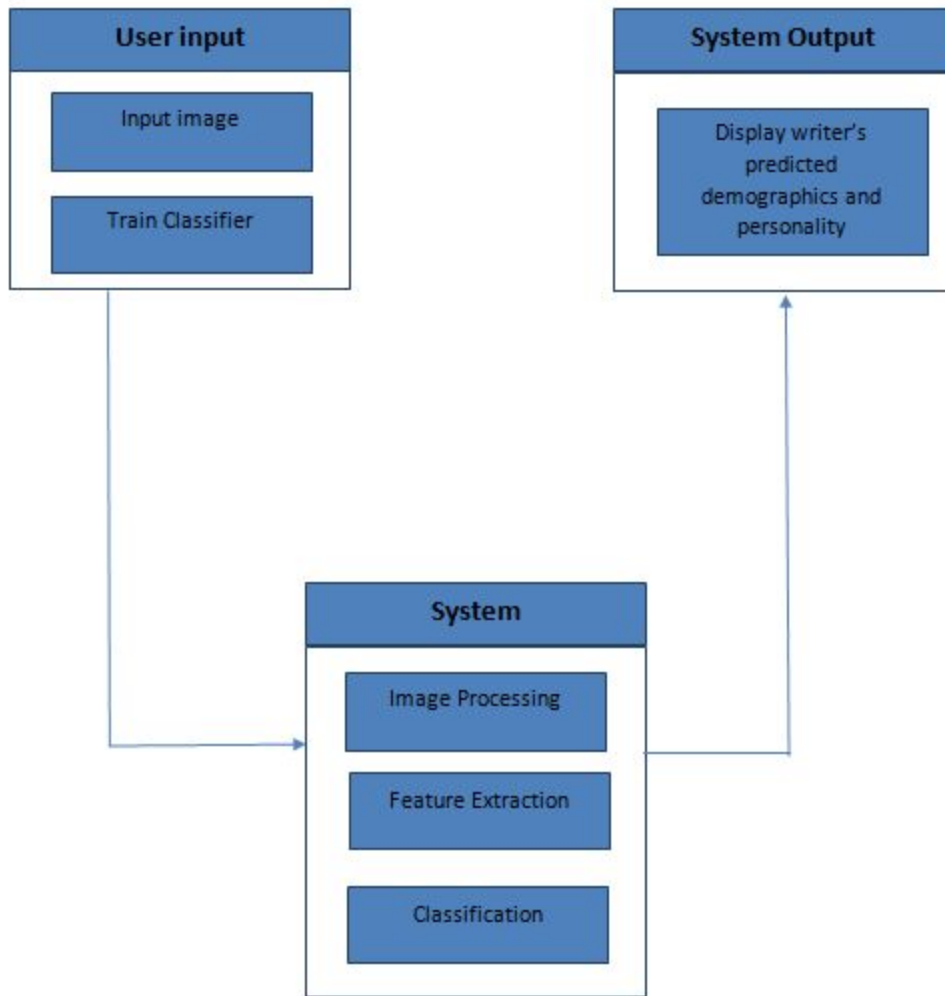 User input
Input image
Train Classifier
System Output
Display writer's
predicted
demographics and
personality
System
Image Processing
Feature Extraction
Classification